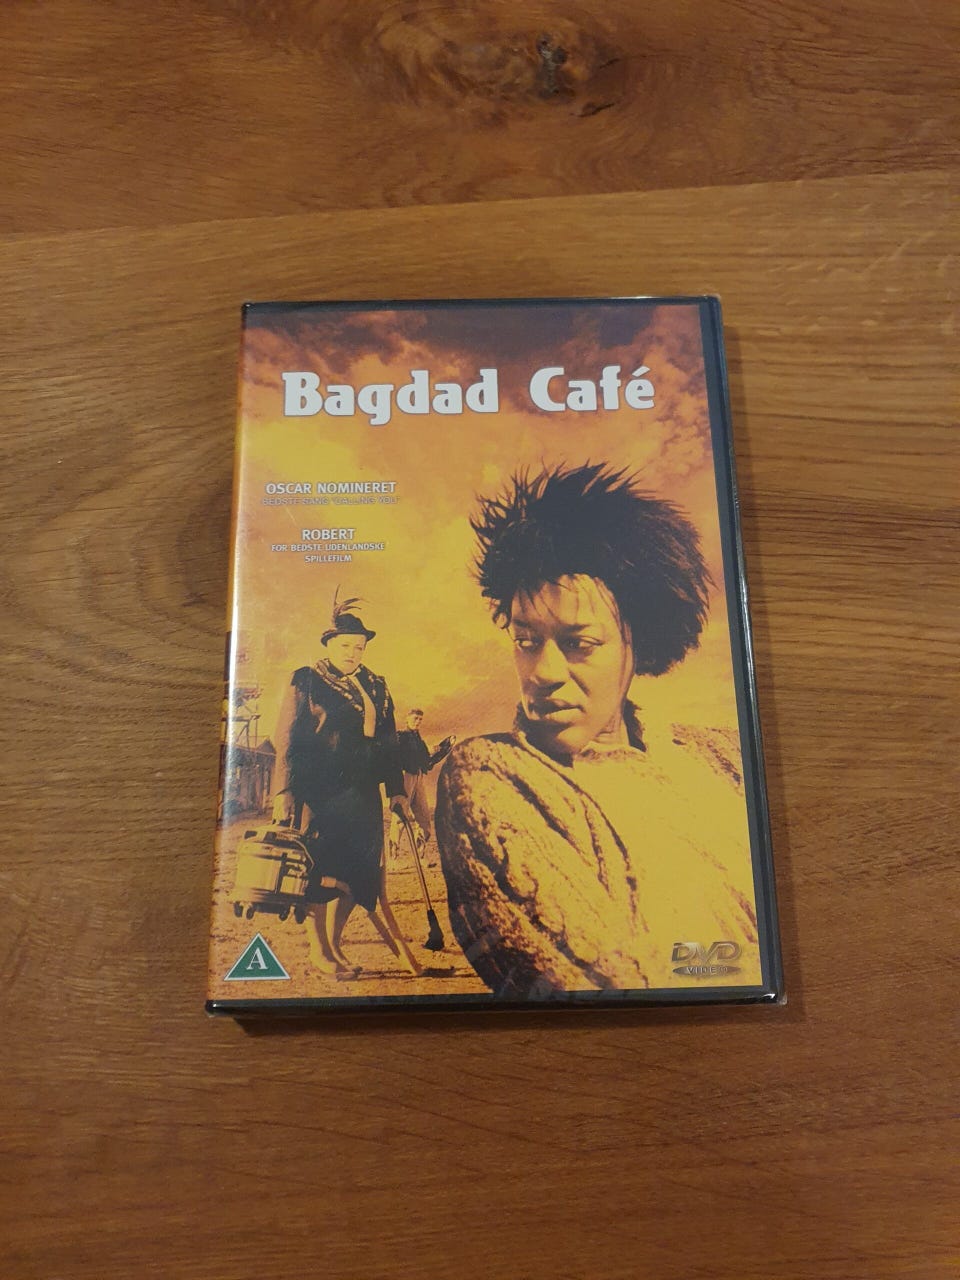 Bagdad Café
OSCAR NOMINERET
BEDSTE SANG "CALLING YOU"
ROBERT
FOR BEDSTE UDENLANDSKE
SPILLEFILM
A
DVD
VIDEO